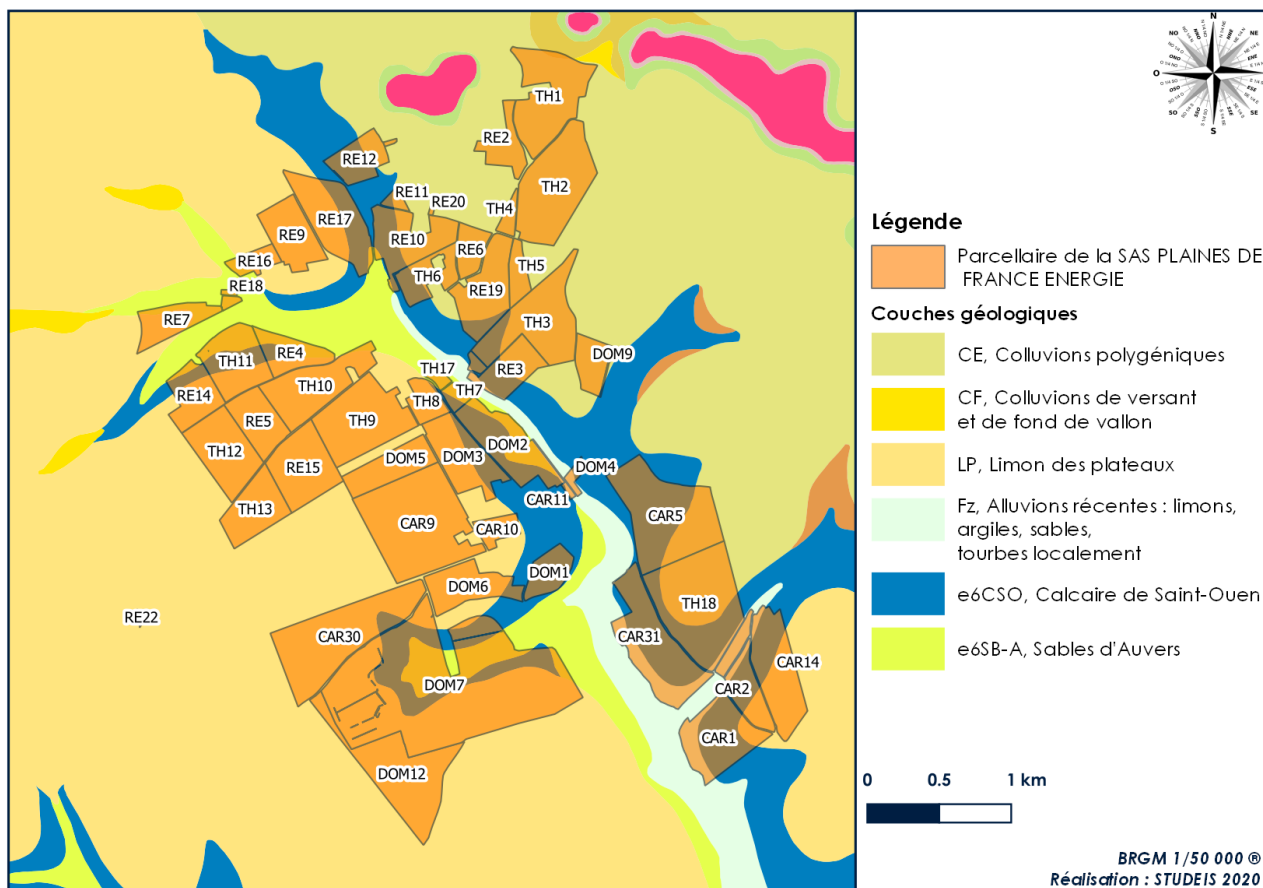 TH1
RE2
RE12
TH2
RE11
RE20
TH4
RE17
RE9
RE10
RE6
TH5
TH6
RE16
RE18
RE19
RE7
TH3
RE4
TH11
RE3
DOM9
TH17
TH10
TH7
RE14
TH8
RE5
TH9
DOM2
TH12
DOM5
DOM3
RE15
DOM4
CAR11
TH13
CAR9
CAR5
CAR10
DOM1
DOM6
TH18
RE22
CAR30
CAR31
CAR14
DOM7
CAR2
CAR1
DOM12
N
NO
NE
O
E
SO
SE
S
Légende
Parcellaire de la SAS PLAINES DE
FRANCE ENERGIE
Couches géologiques
CE, Colluvions polygéniques
CF, Colluvions de versant
et de fond de vallon
LP, Limon des plateaux
Fz, Alluvions récentes : limons,
argiles, sables,
tourbes localement
e6CSO, Calcaire de Saint-Ouen
e6SB-A, Sables d'Auvers
0 0.5 1 km
BRGM 1/50 000 ®
Réalisation : STUDEIS 2020